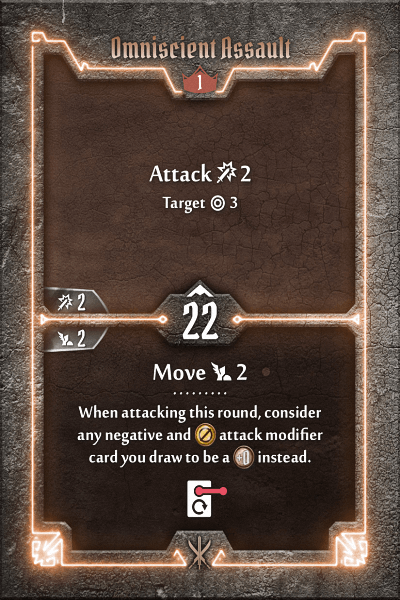 Omniscient Assault
1
Attack 2
Target 3
2
22
2
Move 2
When attacking this round, consider
any negative and attack modifier
card you draw to be a +0 instead.